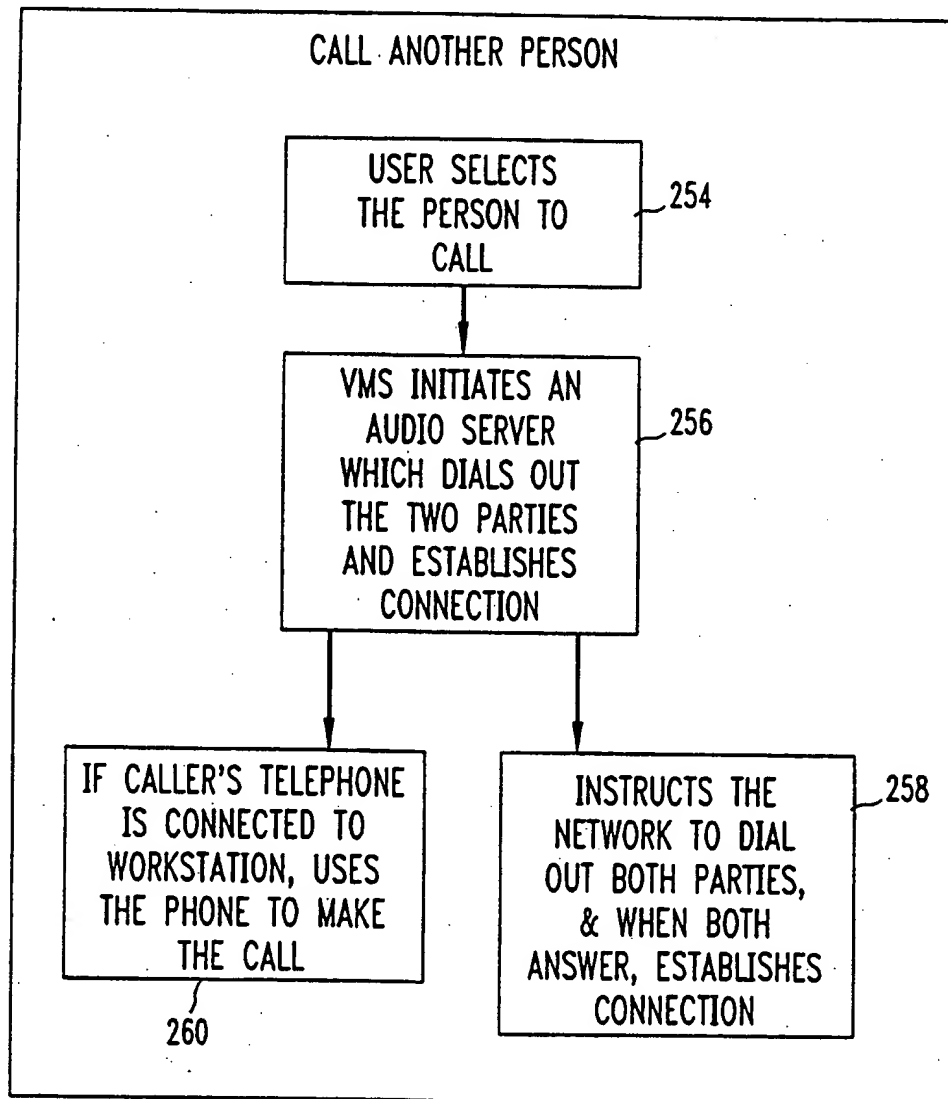 CALL ANOTHER PERSON
USER SELECTS
THE PERSON TO
CALL
254
VMS INITIATES AN
AUDIO SERVER
WHICH DIALS OUT
THE TWO PARTIES
AND ESTABLISHES
CONNECTION
256
IF CALLER'S TELEPHONE
IS CONNECTED TO
WORKSTATION, USES
THE PHONE TO MAKE
THE CALL
260
INSTRUCTS THE
NETWORK TO DIAL
OUT BOTH PARTIES,
& WHEN BOTH
ANSWER, ESTABLISHES
CONNECTION
258